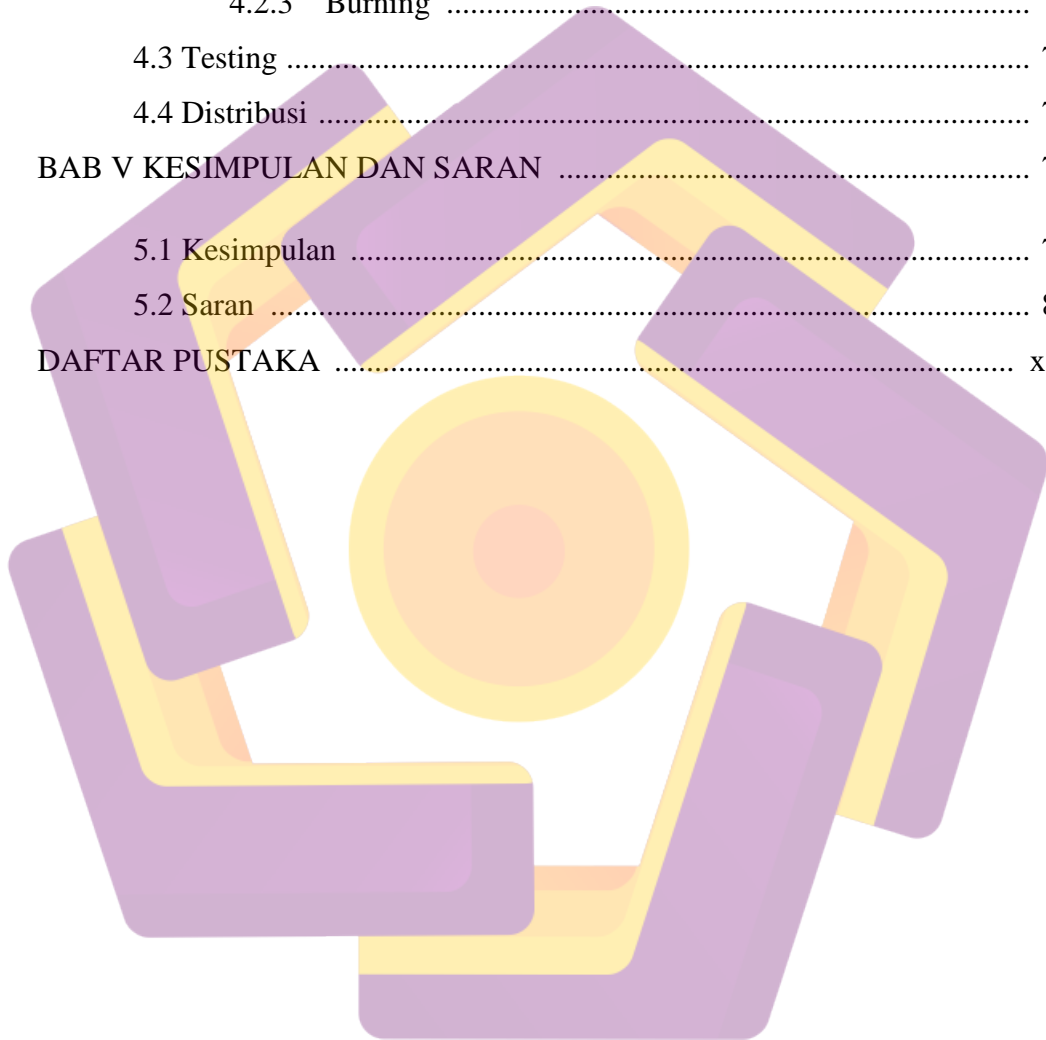 4.2.3 Burning ..........................................................................
4.3 Testing ...............................................................................................
4.4 Distribusi ...........................................................................................
BAB V KESIMPULAN DAN SARAN ............................................................
5.1 Kesimpulan .......................................................................................
5.2 Saran .................................................................................................
DAFTAR PUSTAKA .......................................................................................